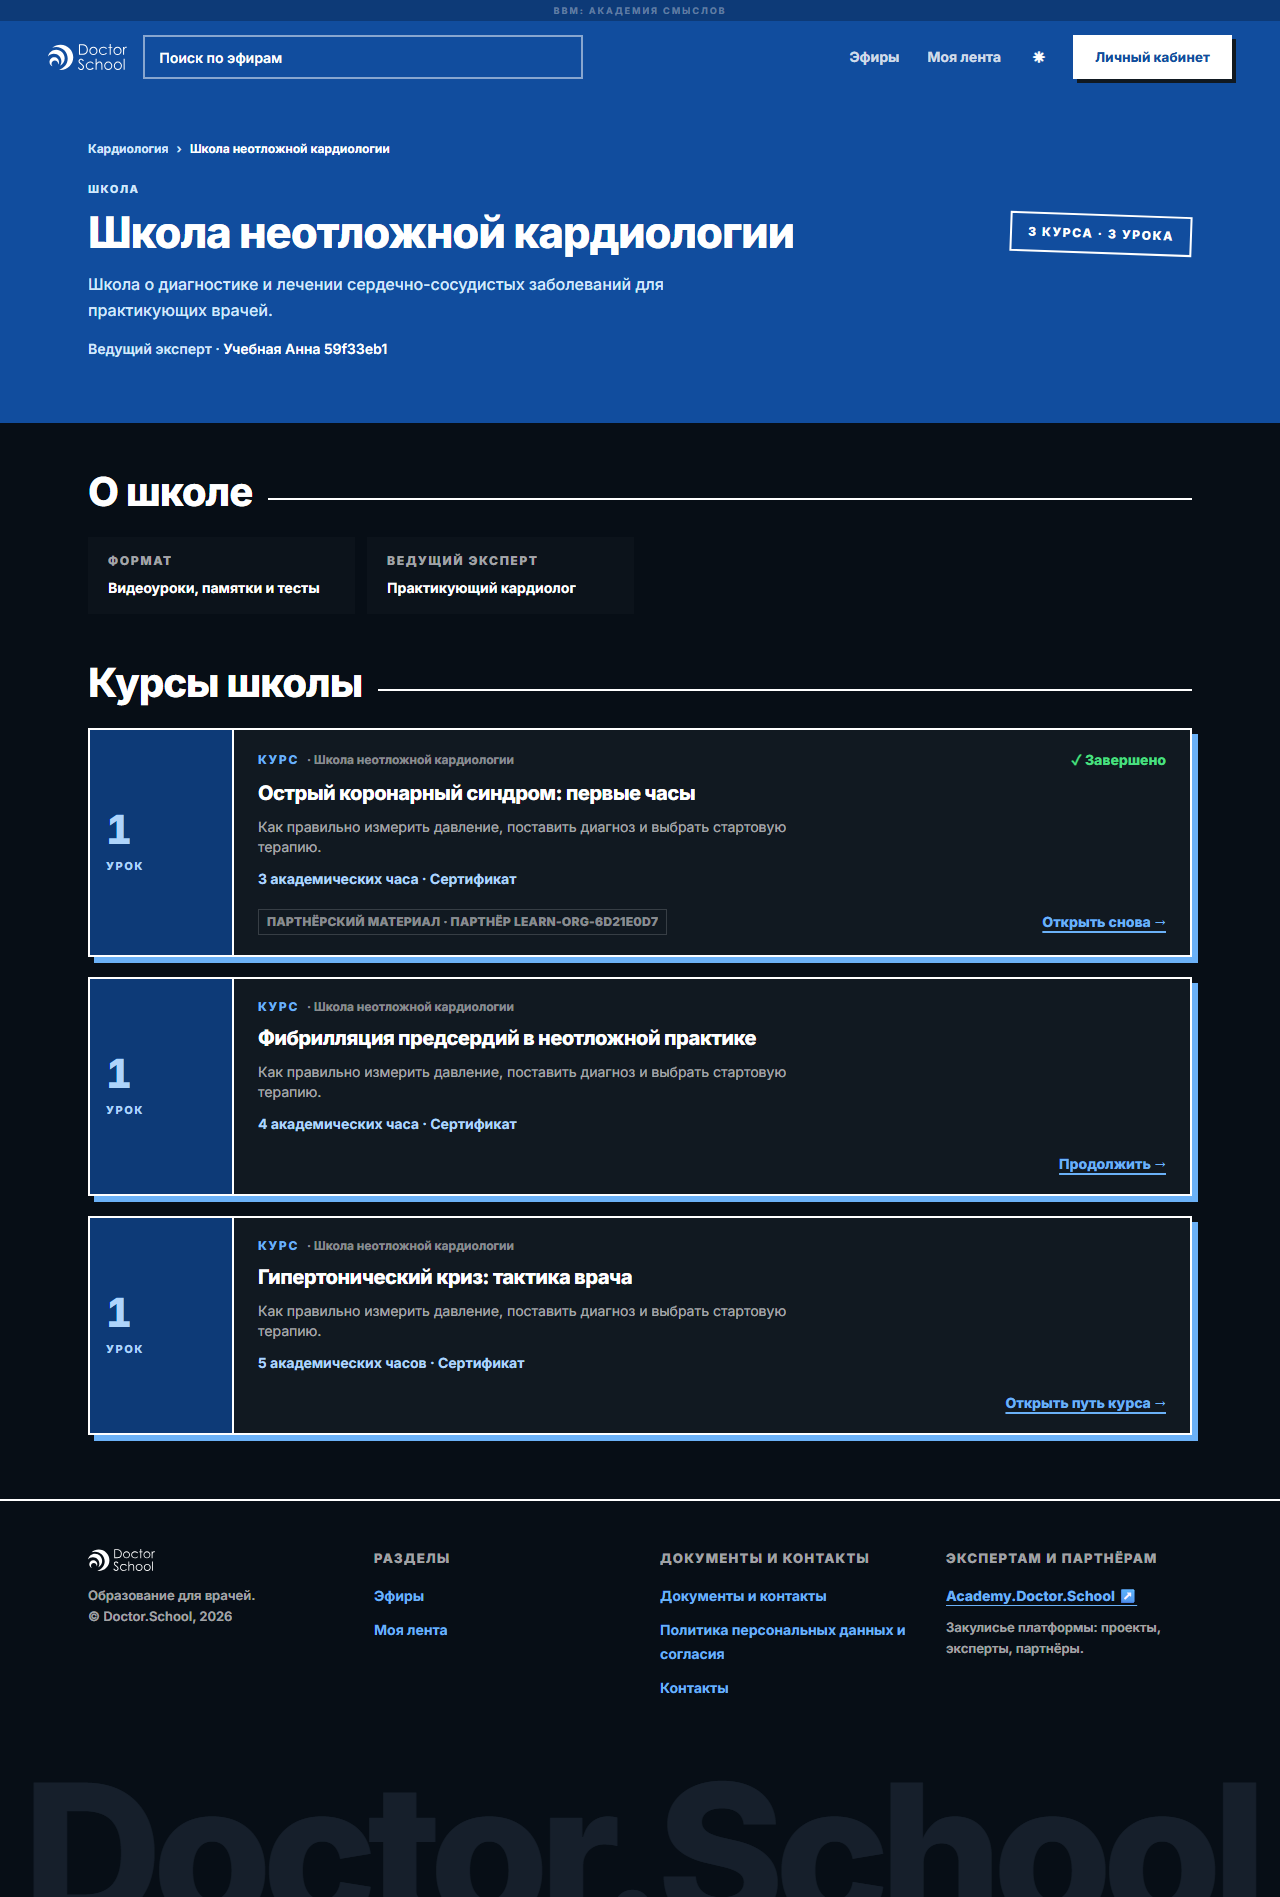 ВВМ: АКАДЕМИЯ СМЫСЛОВ
Doctor
School
Поиск по эфирам
Эфиры
Моя лента
Личный кабинет
Кардиология › Школа неотложной кардиологии
ШКОЛА
Школа неотложной кардиологии
3 КУРСА · 3 УРОКА
Школа о диагностике и лечении сердечно-сосудистых заболеваний для
практикующих врачей.
Ведущий эксперт · Учебная Анна 59f33eb1
О школе
ФОРМАТ
Видеоуроки, памятки и тесты
ВЕДУЩИЙ ЭКСПЕРТ
Практикующий кардиолог
Курсы школы
1
УРОК
КУРС · Школа неотложной кардиологии
✓ Завершено
Острый коронарный синдром: первые часы
Как правильно измерить давление, поставить диагноз и выбрать стартовую
терапию.
3 академических часа · Сертификат
ПАРТНЁРСКИЙ МАТЕРИАЛ · ПАРТНЁР LEARN-ORG-6D21E0D7
Открыть снова →
1
УРОК
КУРС · Школа неотложной кардиологии
Фибрилляция предсердий в неотложной практике
Как правильно измерить давление, поставить диагноз и выбрать стартовую
терапию.
4 академических часа · Сертификат
Продолжить →
1
УРОК
КУРС · Школа неотложной кардиологии
Гипертонический криз: тактика врача
Как правильно измерить давление, поставить диагноз и выбрать стартовую
терапию.
5 академических часов · Сертификат
Открыть путь курса →
Doctor
School
Образование для врачей.
© Doctor.School, 2026
РАЗДЕЛЫ
Эфиры
Моя лента
ДОКУМЕНТЫ И КОНТАКТЫ
Документы и контакты
Политика персональных данных и
согласия
Контакты
ЭКСПЕРТАМ И ПАРТНЁРАМ
Academy.Doctor.School ↗
Закулисье платформы: проекты,
эксперты, партнёры.
Doctor.School